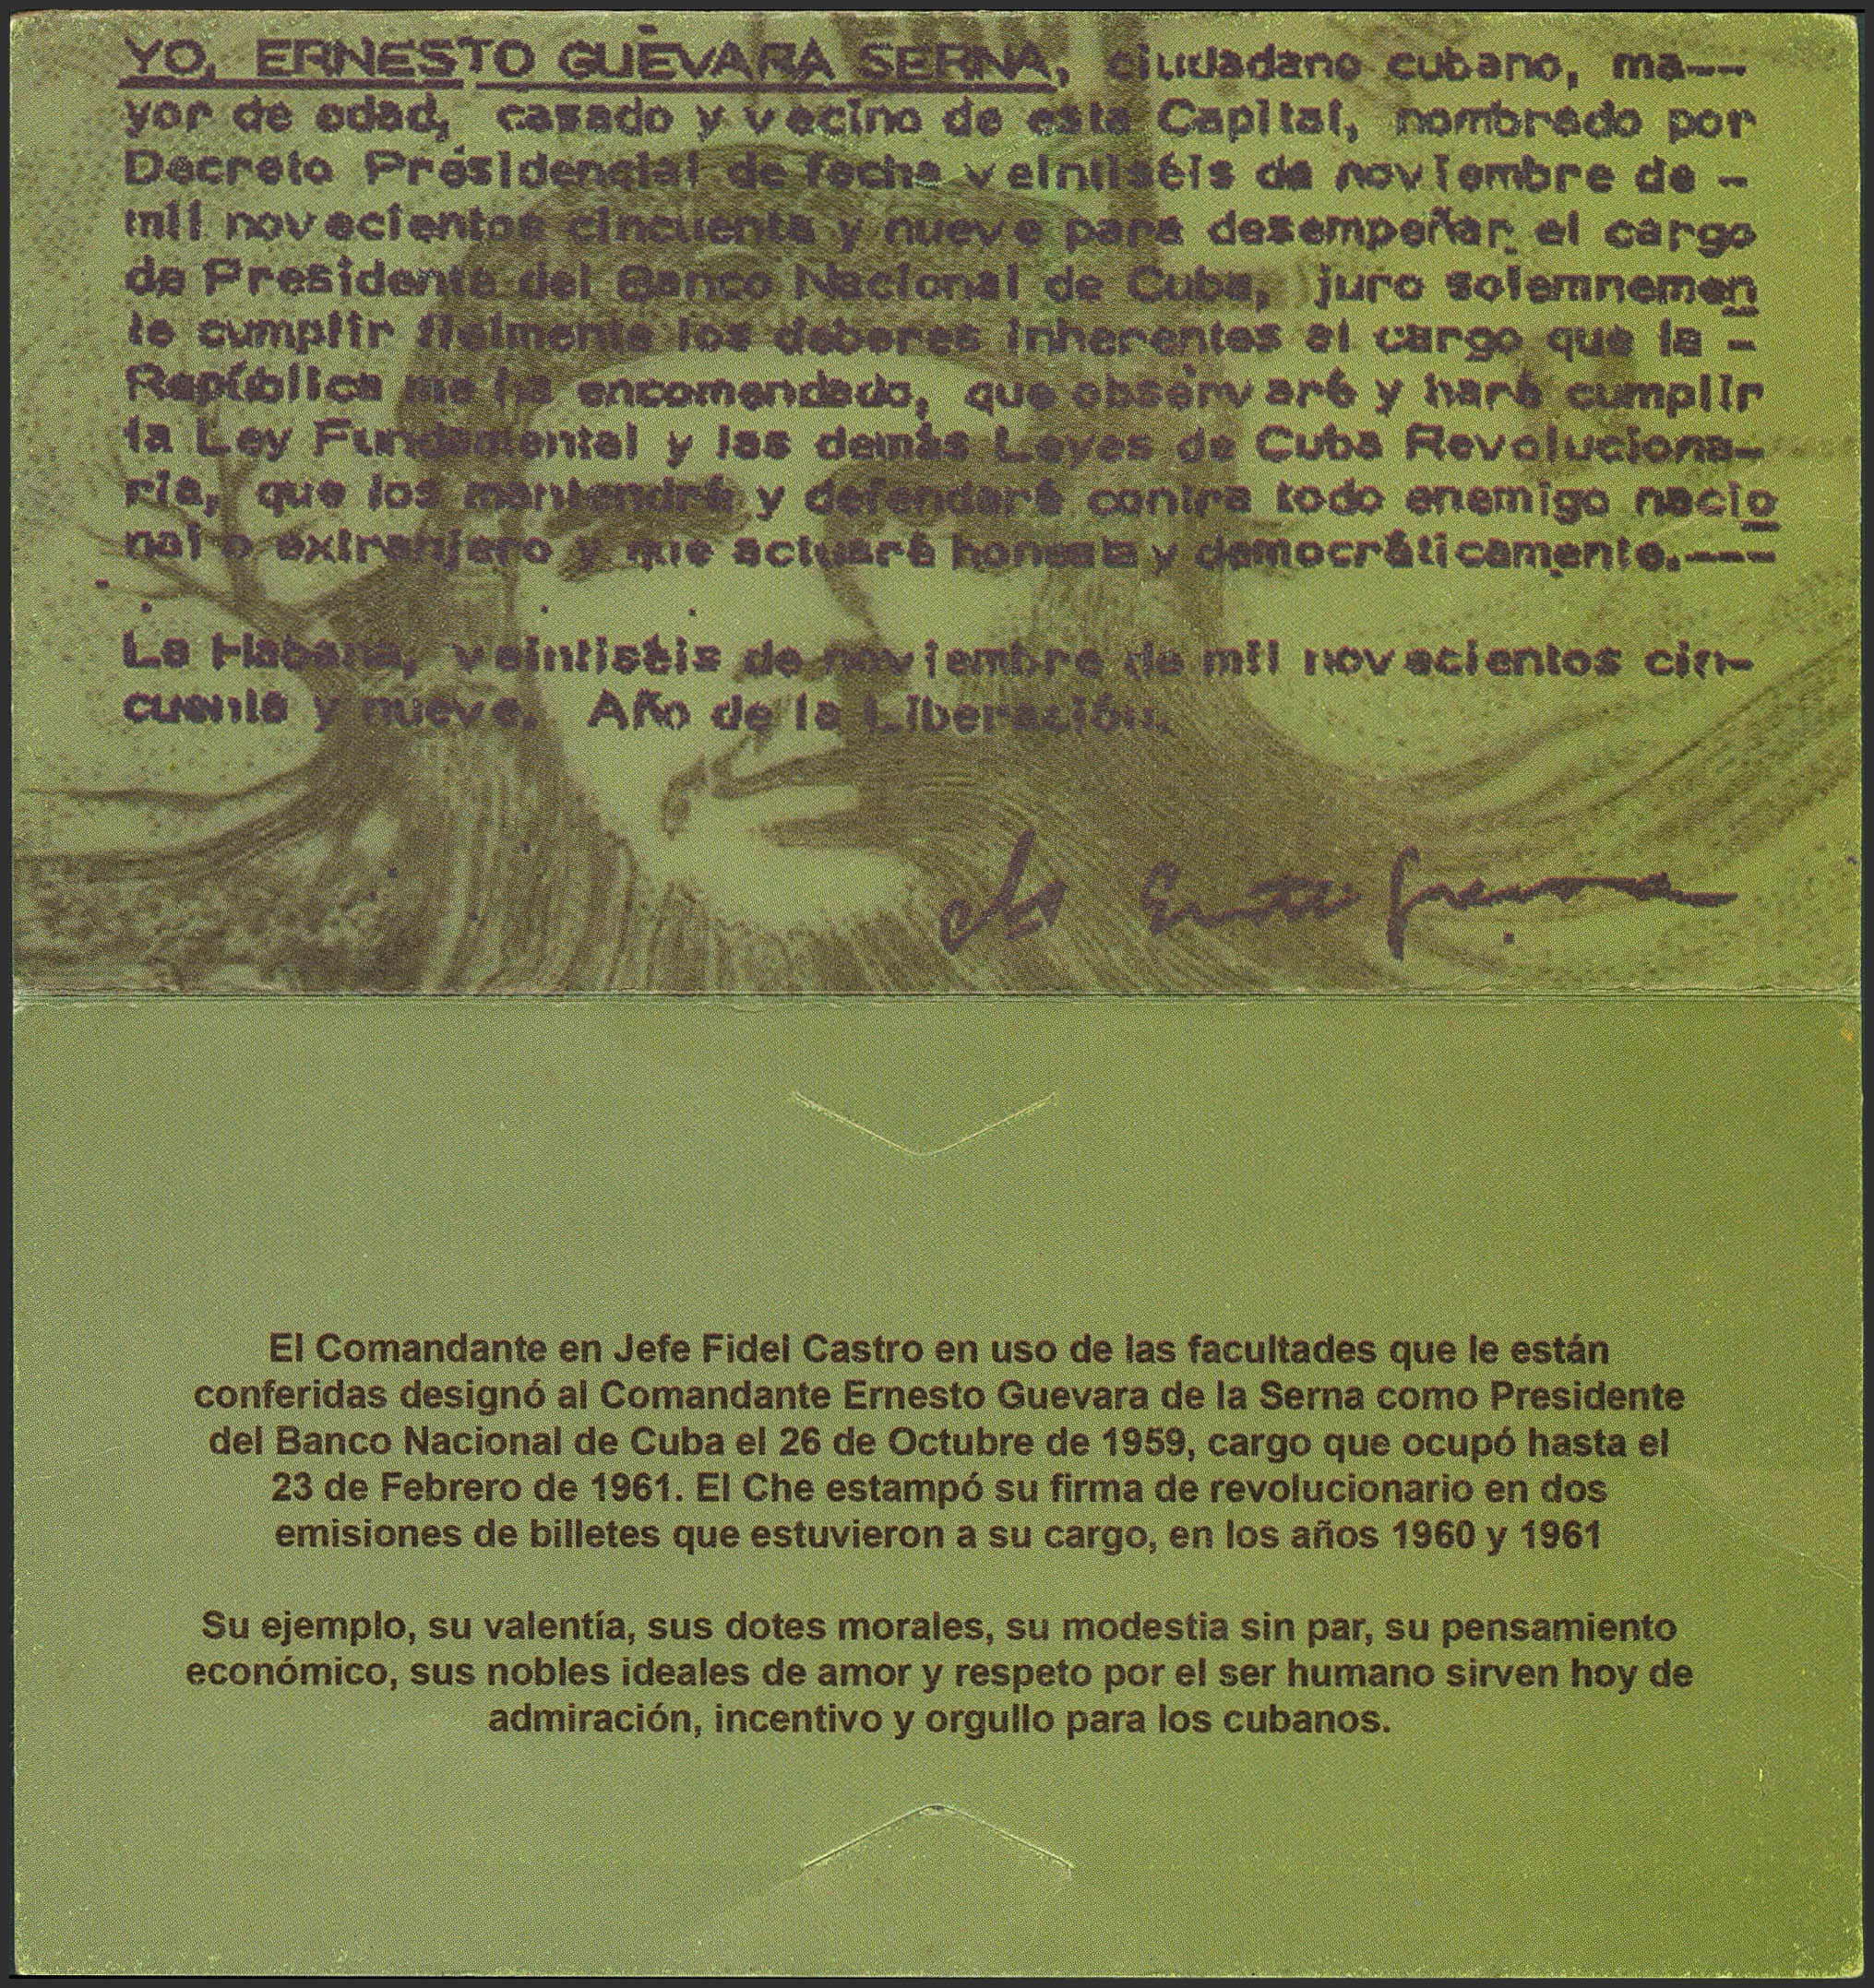 YO, ERNESTO GUEVARA SERNA, ciudadano cubano, ma--
yor de edad, casado y vecino de esta Capital, nombrado por
Decreto Presidencial de fecha veintiséis de noviembre de -
mil novecientos cincuenta y nueve para desempeñar el cargo
de Presidente del Banco Nacional de Cuba, juro solemnemen
te cumplir fielmente los deberes inherentes al cargo que la -
República me ha encomendado, que observaré y haré cumplir
la Ley Fundamental y las demás Leyes de Cuba Revoluciona-
ria, que los mantendré y defenderé contra todo enemigo nacio
nal o extranjero y que actuaré honesta y democráticamente.---
La Habana, veintiséis de noviembre de mil novecientos cin-
cuenta y nueve. Año de la Liberación.
Ernesto Guevara
El Comandante en Jefe Fidel Castro en uso de las facultades que le están
conferidas designó al Comandante Ernesto Guevara de la Serna como Presidente
del Banco Nacional de Cuba el 26 de Octubre de 1959, cargo que ocupó hasta el
23 de Febrero de 1961. El Che estampó su firma de revolucionario en dos
emisiones de billetes que estuvieron a su cargo, en los años 1960 y 1961
Su ejemplo, su valentía, sus dotes morales, su modestia sin par, su pensamiento
económico, sus nobles ideales de amor y respeto por el ser humano sirven hoy de
admiración, incentivo y orgullo para los cubanos.